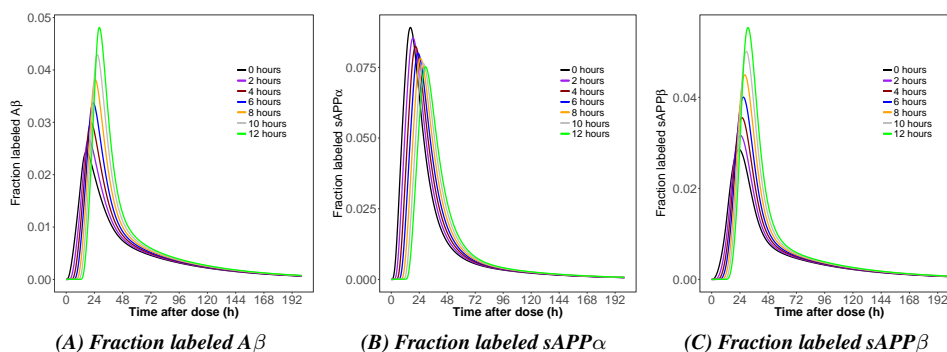 Fraction labeled Aβ
0.05
0.04
0.03
0.02
0.01
0.00
0 hours
2 hours
4 hours
6 hours
8 hours
10 hours
12 hours
0 24 48 72 96 120 144 168 192
Time after dose (h)
(A) Fraction labeled Aβ
Fraction labeled sAPPα
0.075
0.050
0.025
0.000
0 hours
2 hours
4 hours
6 hours
8 hours
10 hours
12 hours
0 24 48 72 96 120 144 168 192
Time after dose (h)
(B) Fraction labeled sAPPα
Fraction labeled sAPPβ
0.04
0.02
0.00
0 hours
2 hours
4 hours
6 hours
8 hours
10 hours
12 hours
0 24 48 72 96 120 144 168 192
Time after dose (h)
(C) Fraction labeled sAPPβ